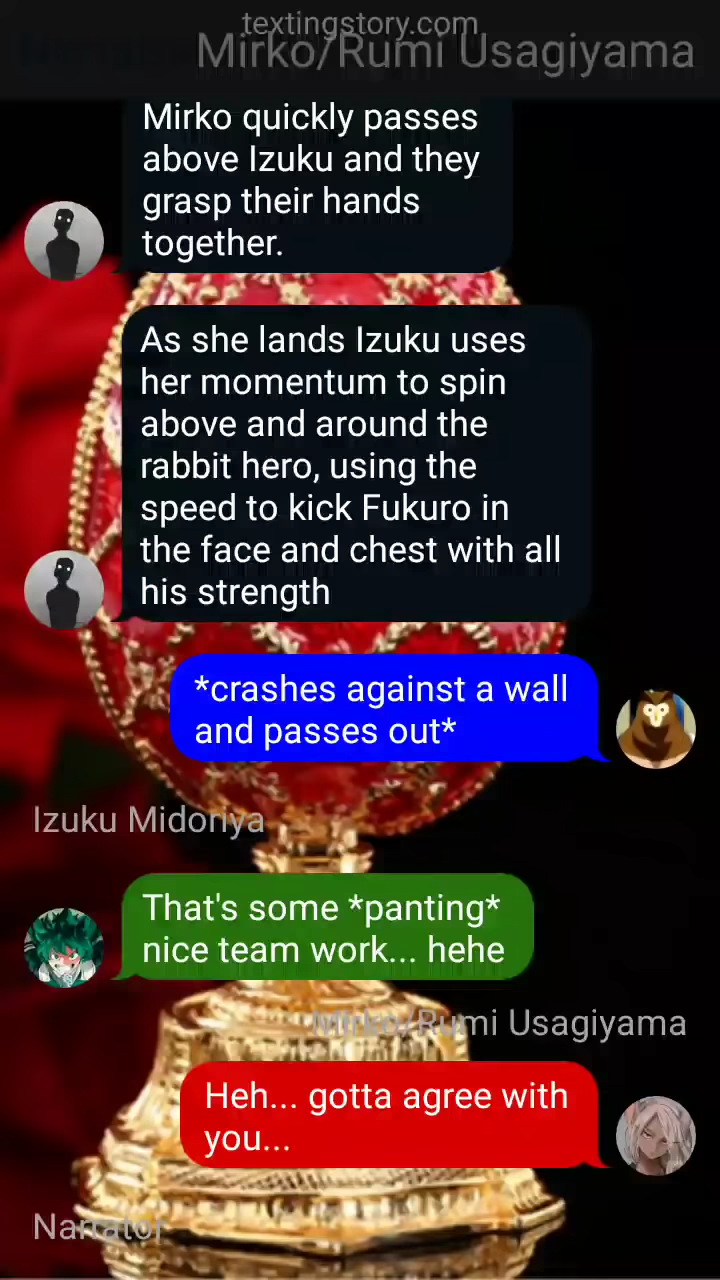 textingstory.com
Mirko/Rumi Usagiyama
Mirko quickly passes
above Izuku and they
grasp their hands
together.
As she lands Izuku uses
her momentum to spin
above and around the
rabbit hero, using the
speed to kick Fukuro in
the face and chest with all
his strength
*crashes against a wall
and passes out*
Izuku Midoriya
That's some *panting*
nice team work... hehe
Mirko/Rumi Usagiyama
Heh... gotta agree with
you...
Narrator